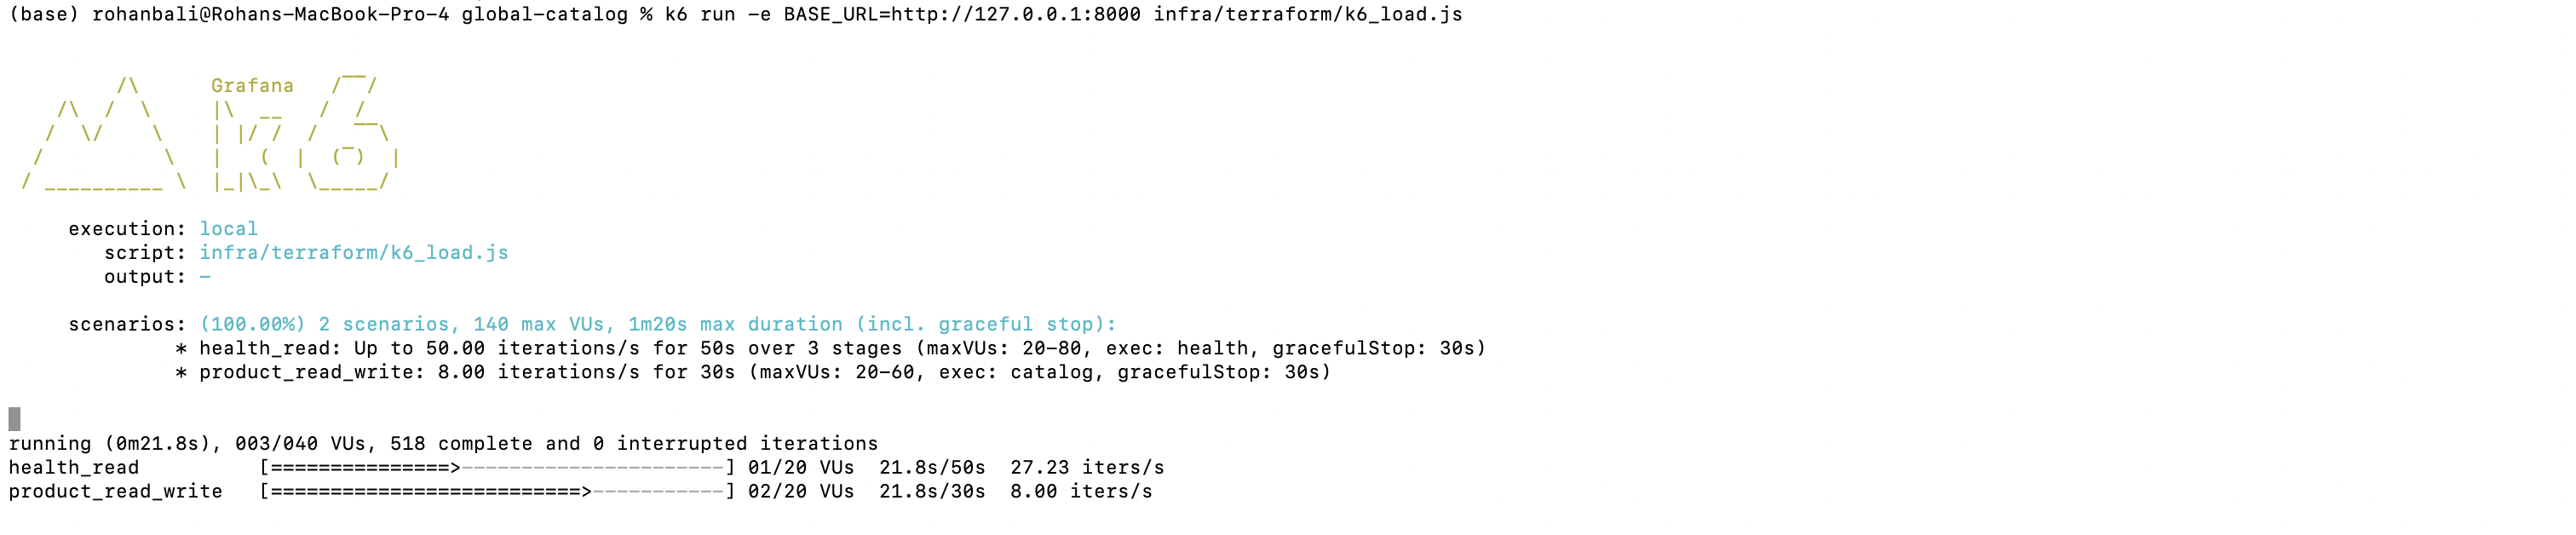 (base) rohanbali@Rohans-MacBook-Pro-4 global-catalog % k6 run -e BASE_URL=http://127.0.0.1:8000 infra/terraform/k6_load.js
         /\      Grafana   /‾‾/
    /\  /  \     |\  __   /  /
   /  \/    \    | |/ /  /   ‾‾\
  /          \   |   (  |  (‾)  |
 / __________ \  |_|\_\  \_____/
     execution: local
        script: infra/terraform/k6_load.js
        output: -
     scenarios: (100.00%) 2 scenarios, 140 max VUs, 1m20s max duration (incl. graceful stop):
              * health_read: Up to 50.00 iterations/s for 50s over 3 stages (maxVUs: 20-80, exec: health, gracefulStop: 30s)
              * product_read_write: 8.00 iterations/s for 30s (maxVUs: 20-60, exec: catalog, gracefulStop: 30s)
running (0m21.8s), 003/040 VUs, 518 complete and 0 interrupted iterations
health_read          [===============>----------------------] 01/20 VUs  21.8s/50s  27.23 iters/s
product_read_write   [==========================>-----------] 02/20 VUs  21.8s/30s  8.00 iters/s